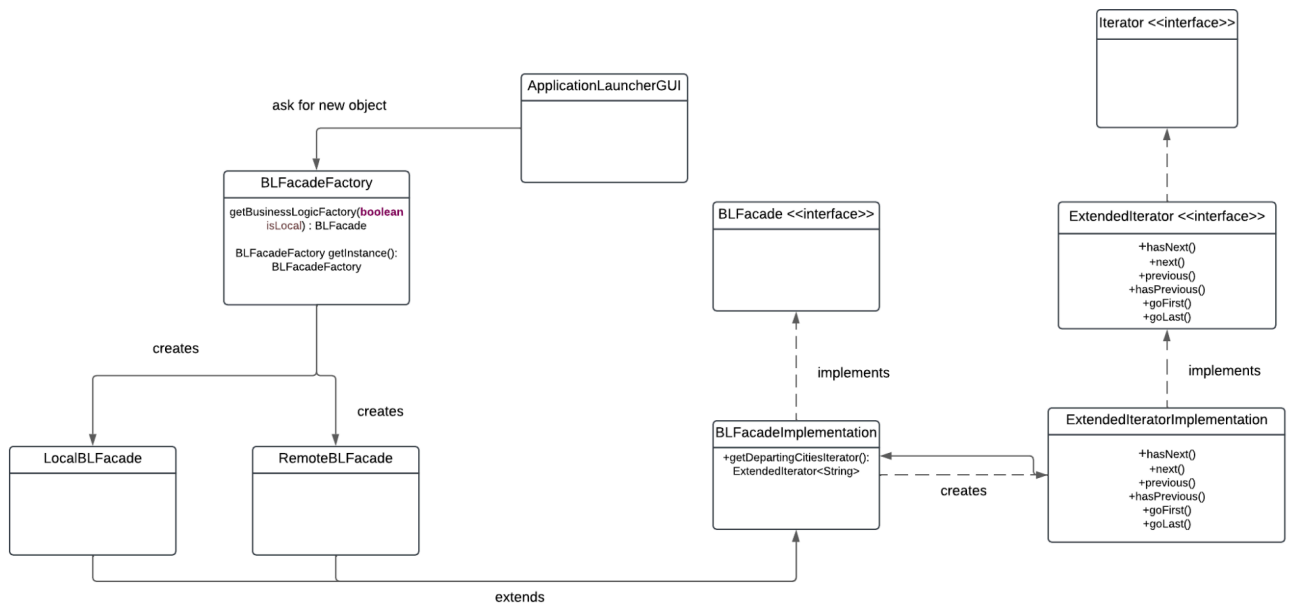 Iterator <<interface>>
ApplicationLauncherGUI
ask for new object
BLFacadeFactory
getBusinessLogicFactory(boolean
isLocal) : BLFacade
BLFacadeFactory getInstance():
BLFacadeFactory
BLFacade <<interface>>
ExtendedIterator <<interface>>
+hasNext()
+next()
+previous()
+hasPrevious()
+goFirst()
+goLast()
creates
creates
implements
implements
LocalBLFacade
RemoteBLFacade
BLFacadeImplementation
+getDepartingCitiesIterator():
ExtendedIterator<String>
creates
ExtendedIteratorImplementation
+hasNext()
+next()
+previous()
+hasPrevious()
+goFirst()
+goLast()
extends